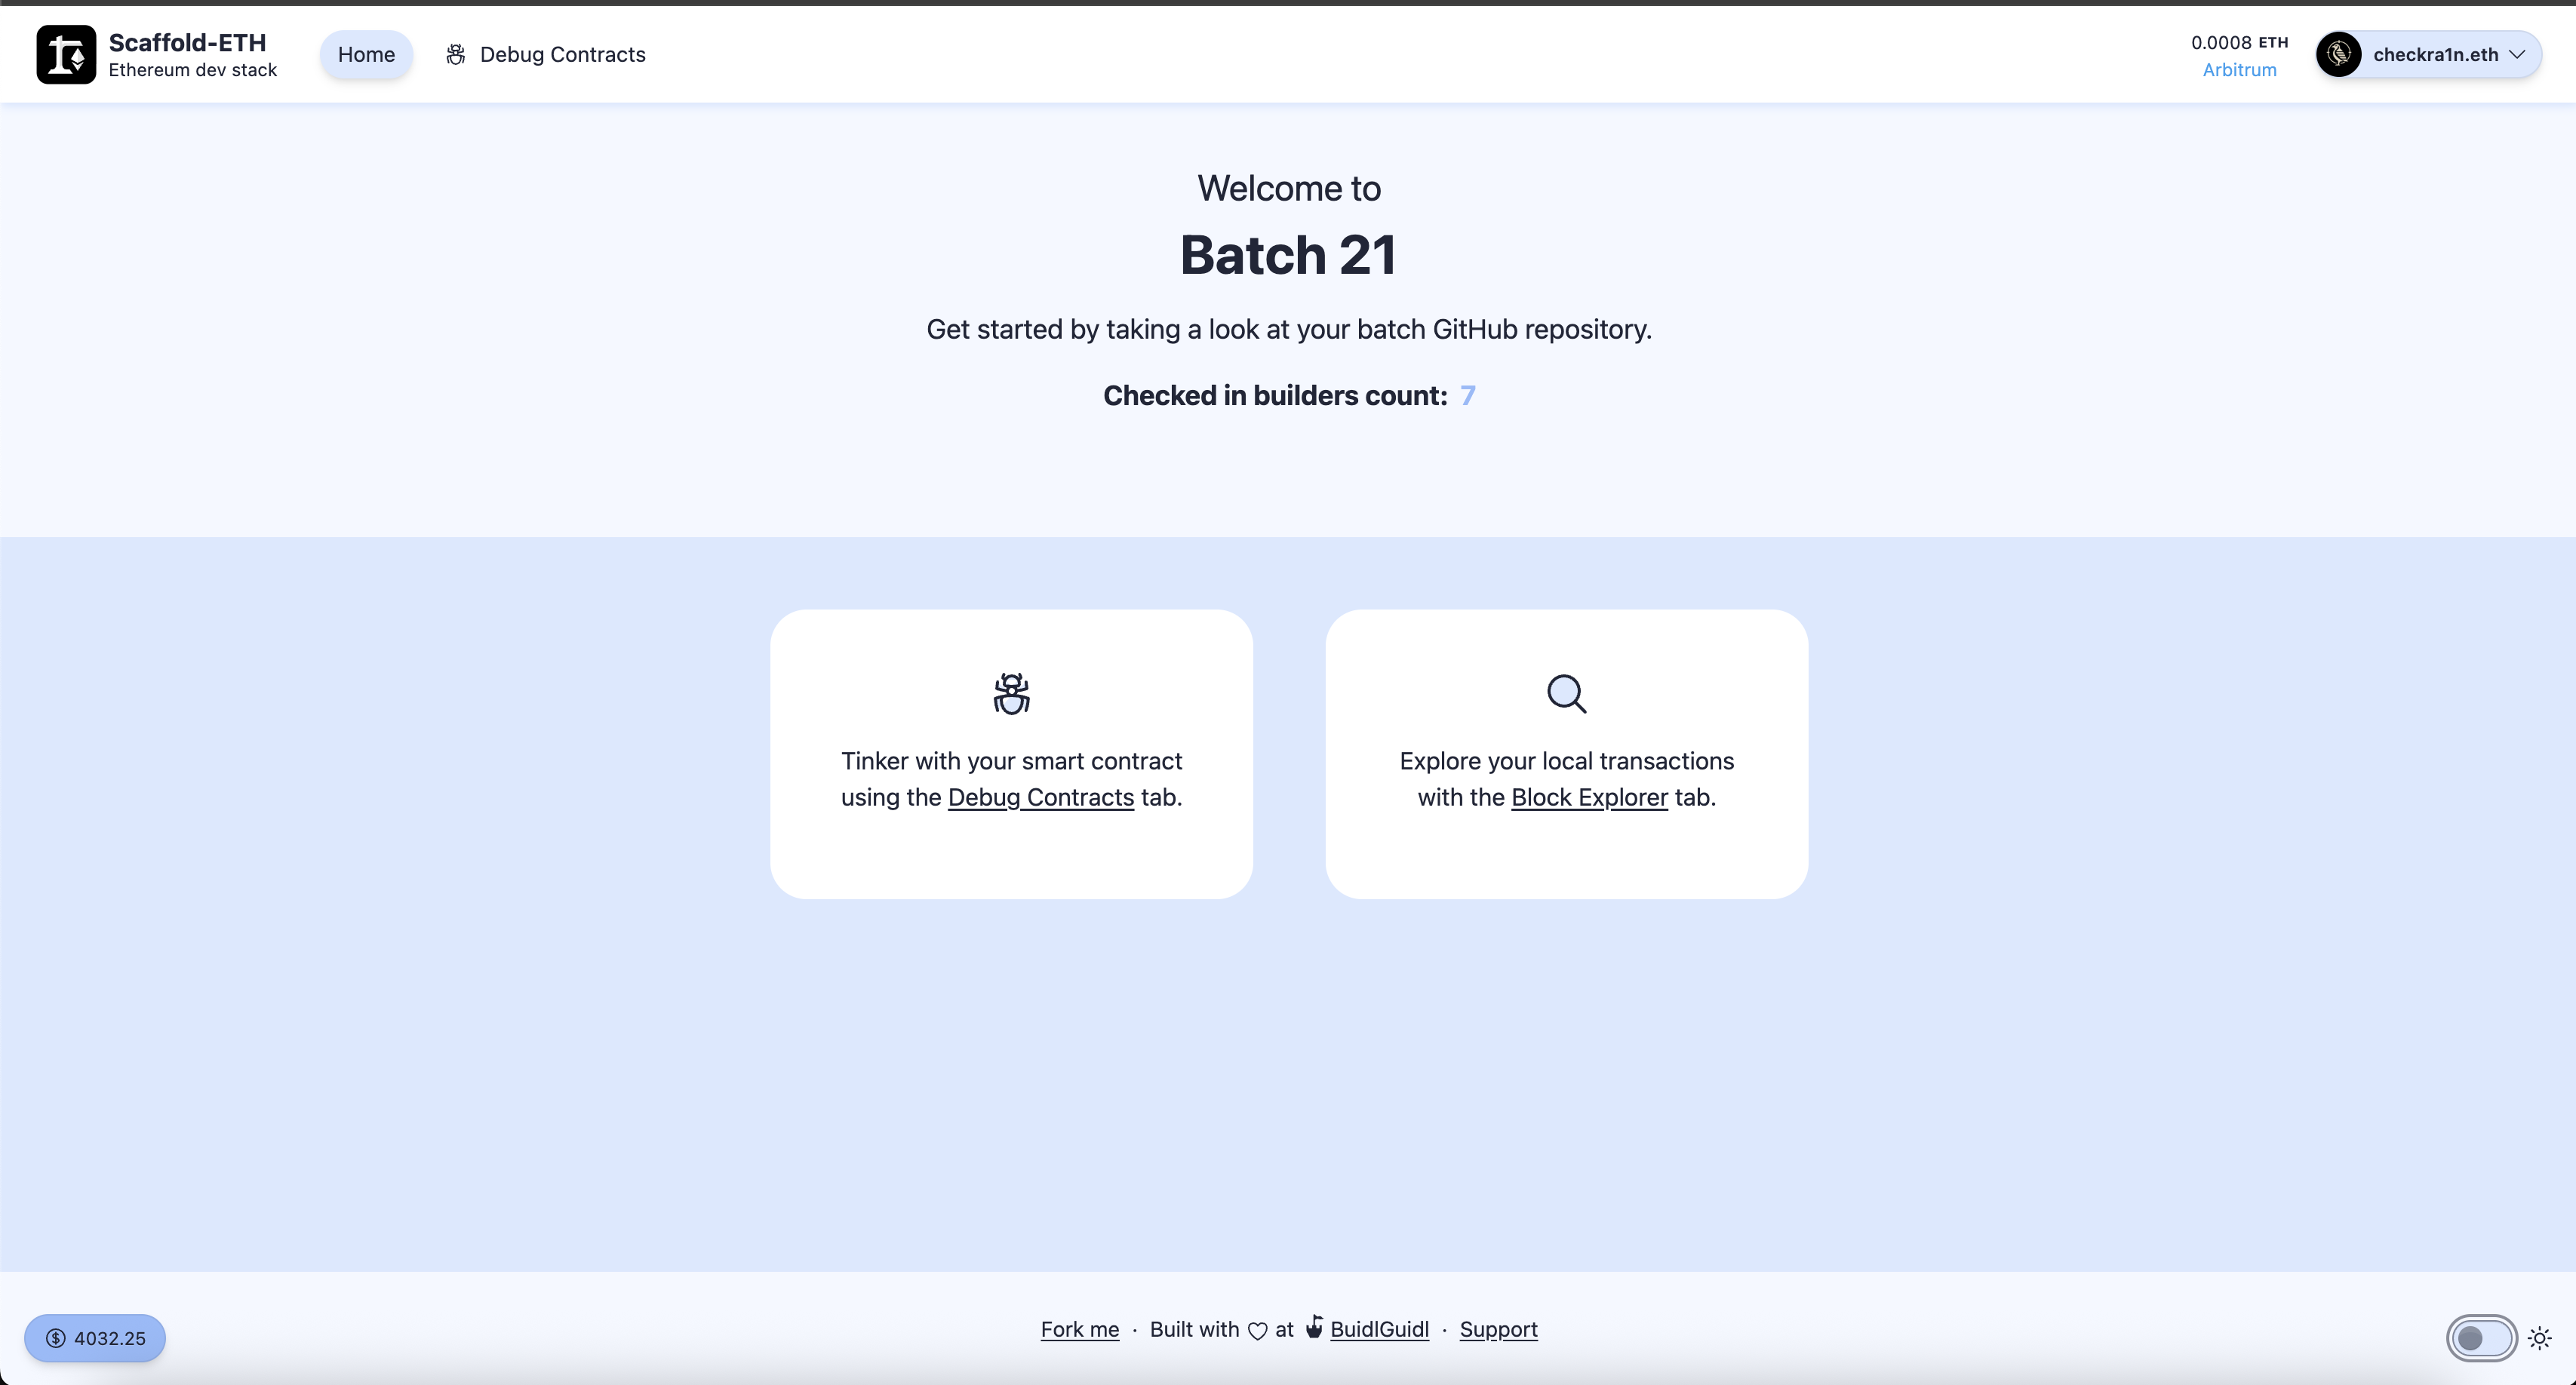 Scaffold-ETH
Ethereum dev stack
Home
Debug Contracts
0.0008 ETH
Arbitrum
checkra1n.eth
Welcome to
Batch 21
Get started by taking a look at your batch GitHub repository.
Checked in builders count: 7
Tinker with your smart contract
using the Debug Contracts tab.
Explore your local transactions
with the Block Explorer tab.
4032.25
Fork me · Built with at BuidlGuidl · Support